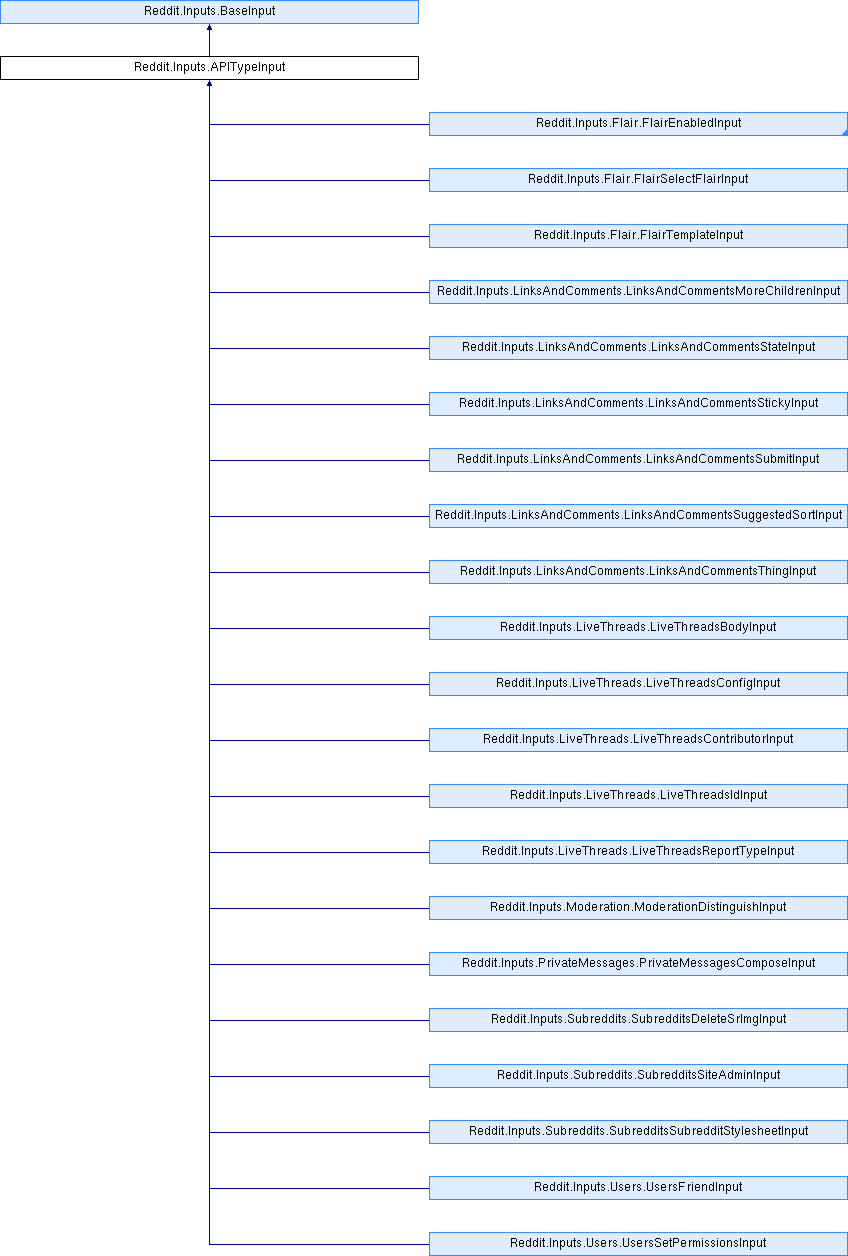 Reddit.Inputs.BaseInput
Reddit.Inputs.APITypeInput
Reddit.Inputs.Flair.FlairEnabledInput
Reddit.Inputs.Flair.FlairSelectFlairInput
Reddit.Inputs.Flair.FlairTemplateInput
Reddit.Inputs.LinksAndComments.LinksAndCommentsMoreChildrenInput
Reddit.Inputs.LinksAndComments.LinksAndCommentsStateInput
Reddit.Inputs.LinksAndComments.LinksAndCommentsStickyInput
Reddit.Inputs.LinksAndComments.LinksAndCommentsSubmitInput
Reddit.Inputs.LinksAndComments.LinksAndCommentsSuggestedSortInput
Reddit.Inputs.LinksAndComments.LinksAndCommentsThingInput
Reddit.Inputs.LiveThreads.LiveThreadsBodyInput
Reddit.Inputs.LiveThreads.LiveThreadsConfigInput
Reddit.Inputs.LiveThreads.LiveThreadsContributorInput
Reddit.Inputs.LiveThreads.LiveThreadsIdInput
Reddit.Inputs.LiveThreads.LiveThreadsReportTypeInput
Reddit.Inputs.Moderation.ModerationDistinguishInput
Reddit.Inputs.PrivateMessages.PrivateMessagesComposeInput
Reddit.Inputs.Subreddits.SubredditsDeleteSrImgInput
Reddit.Inputs.Subreddits.SubredditsSiteAdminInput
Reddit.Inputs.Subreddits.SubredditsSubredditStylesheetInput
Reddit.Inputs.Users.UsersFriendInput
Reddit.Inputs.Users.UsersSetPermissionsInput